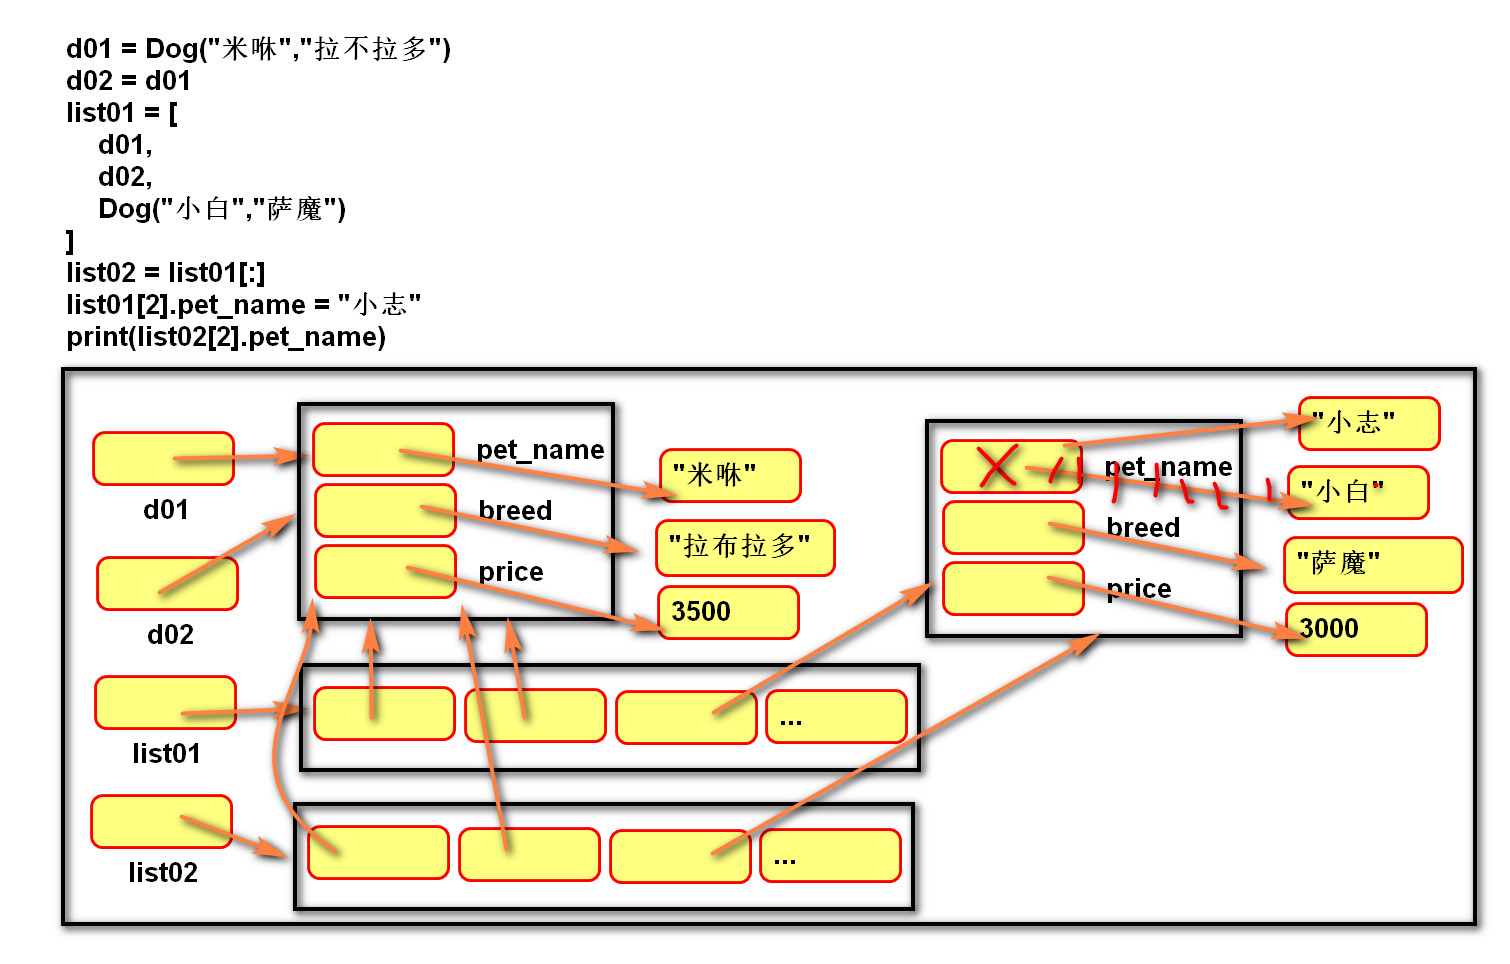 d01 = Dog("米咻","拉不拉多")
d02 = d01
list01 = [
d01,
d02,
Dog("小白","萨魔")
]
list02 = list01[:]
list01[2].pet_name = "小志"
print(list02[2].pet_name)
"小志"
pet_name
"米咻"
pet_name
"小白"
d01
breed
"拉布拉多"
breed
"萨魔"
price
3500
price
3000
d02
...
list01
...
list02